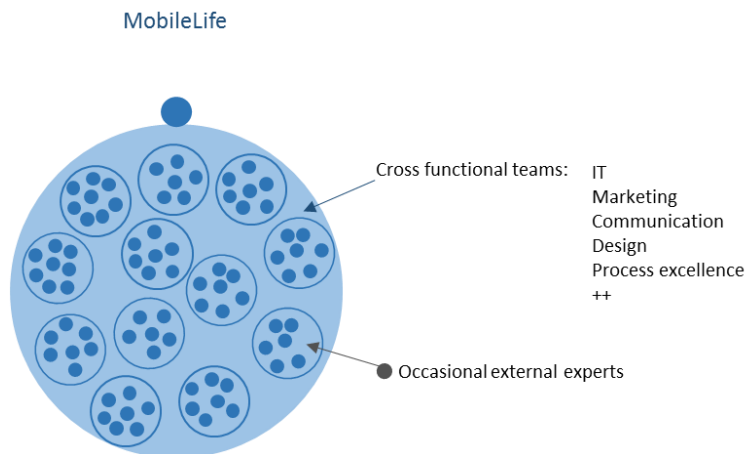 MobileLife
Cross functional teams: IT
Marketing
Communication
Design
Process excellence
++
Occasional external experts